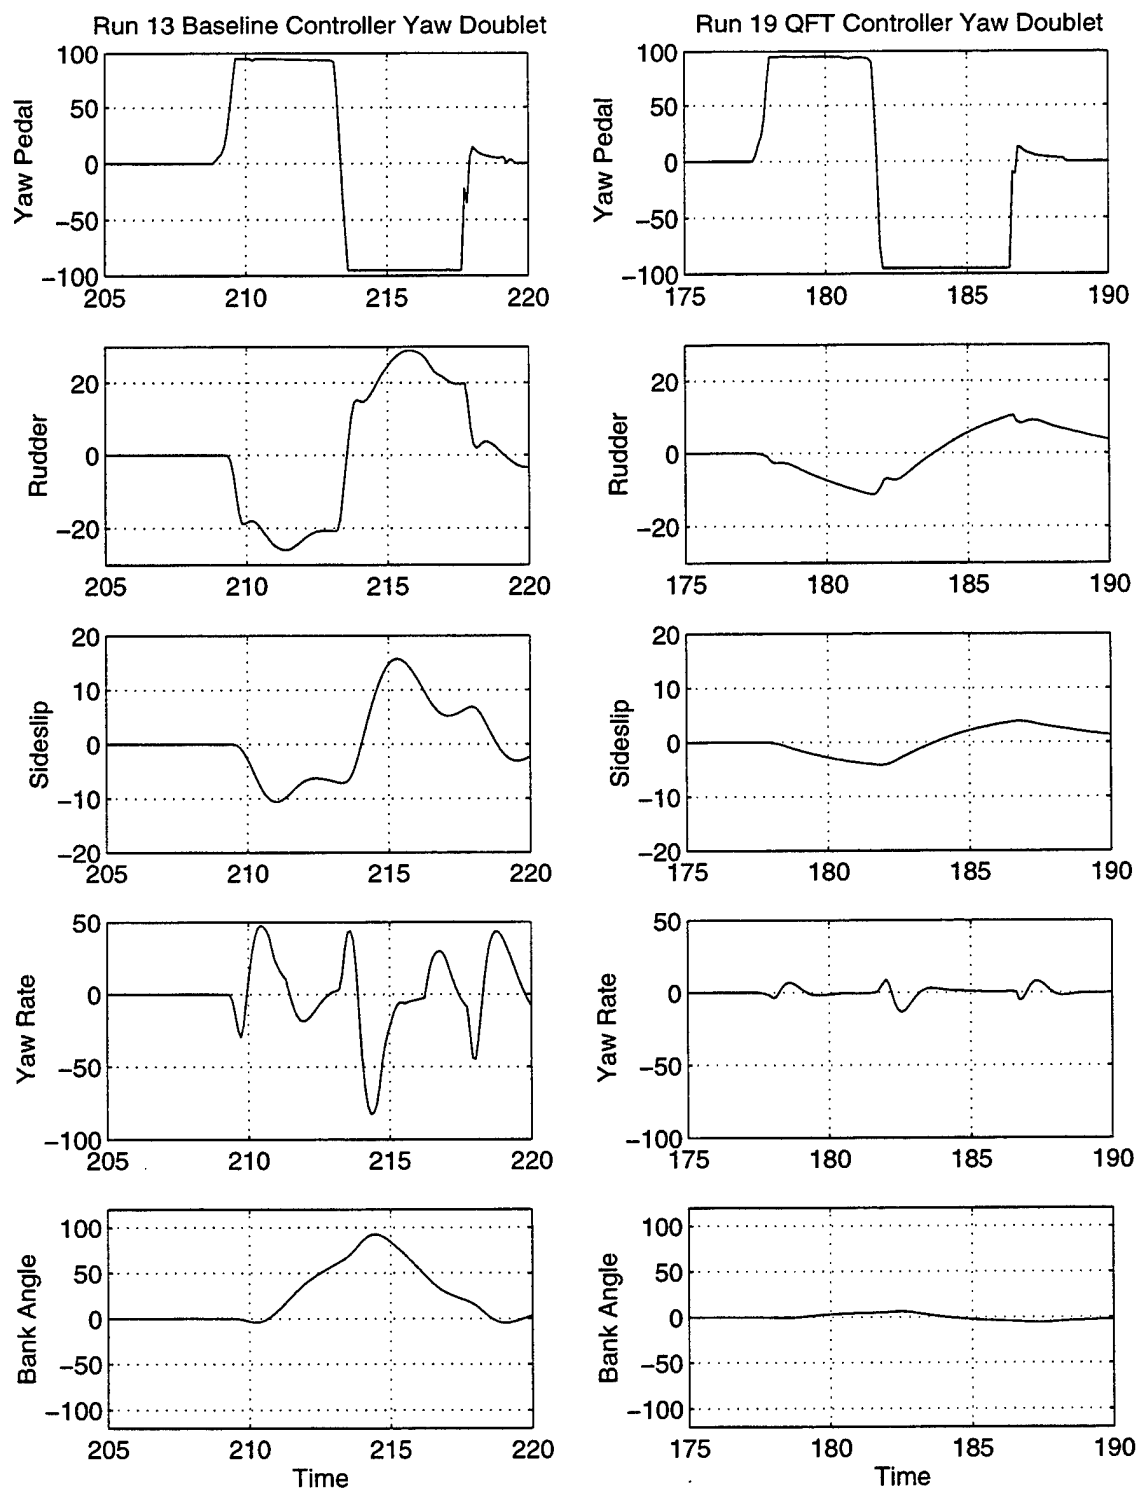 Run 13 Baseline Controller Yaw Doublet
100
50
0
−50
−100
Yaw Pedal
205 210 215 220
20
0
−20
Rudder
205 210 215 220
20
10
0
−10
−20
Sideslip
205 210 215 220
50
0
−50
−100
Yaw Rate
205 210 215 220
100
50
0
−50
−100
Bank Angle
205 210 215 220
Time
Run 19 QFT Controller Yaw Doublet
100
50
0
−50
−100
Yaw Pedal
175 180 185 190
20
0
−20
Rudder
175 180 185 190
20
10
0
−10
−20
Sideslip
175 180 185 190
50
0
−50
−100
Yaw Rate
175 180 185 190
100
50
0
−50
−100
Bank Angle
175 180 185 190
Time